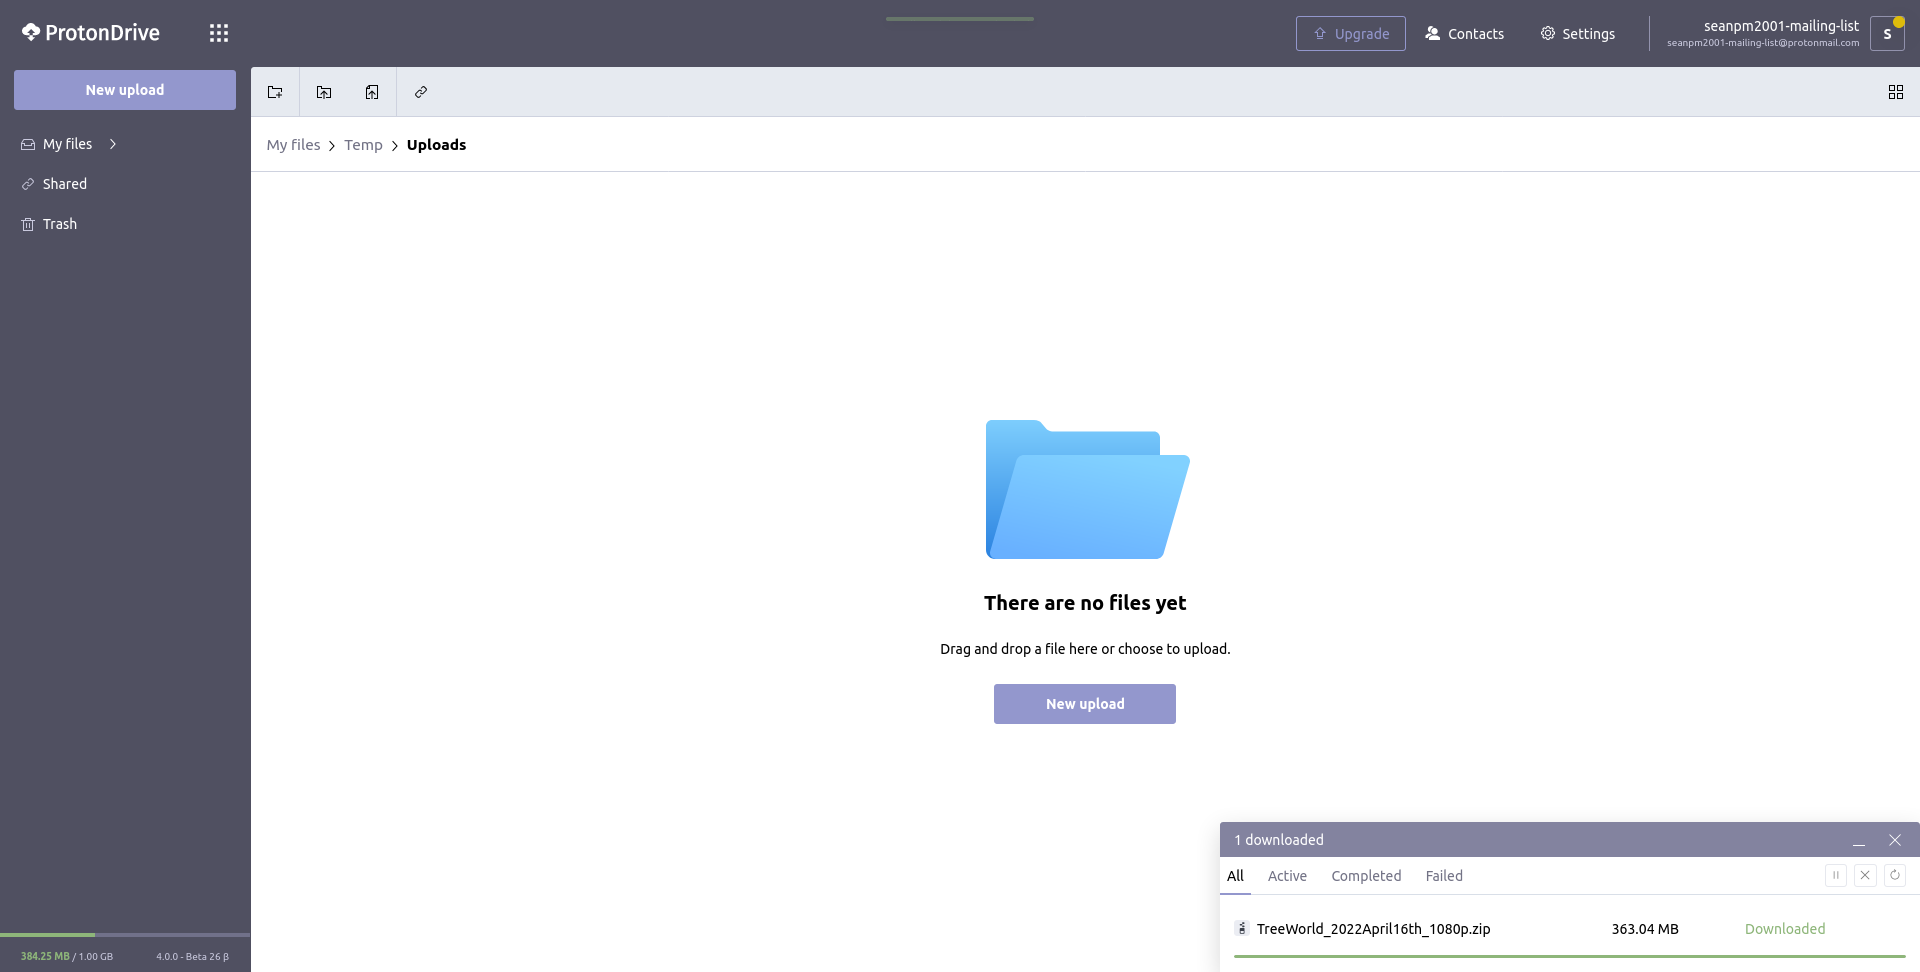 ProtonDrive
Upgrade
Contacts
Settings
seanpm2001-mailing-list
seanpm2001-mailing-list@protonmail.com
S
New upload
My files
Shared
Trash
My files Temp Uploads
There are no files yet
Drag and drop a file here or choose to upload.
New upload
1 downloaded
All Active Completed Failed
TreeWorld_2022April16th_1080p.zip 363.04 MB Downloaded
384.25 MB / 1.00 GB 4.0.0 - Beta 26 β